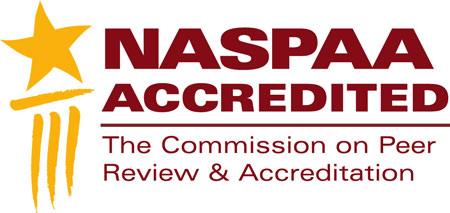 NASPAA
ACCREDITED
The Commission on Peer
Review & Accreditation